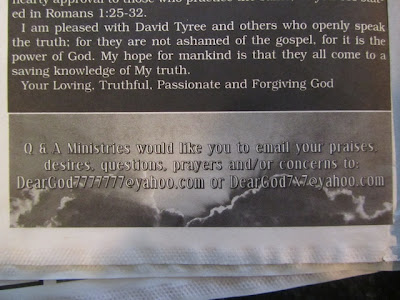 ed in Romans 1:25-32.
I am pleased with David Tyree and others who openly speak
the truth; for they are not ashamed of the gospel, for it is the
power of God. My hope for mankind is that they all come to a
saving knowledge of My truth.
Your Loving, Truthful, Passionate and Forgiving God
Q & A Ministries would like you to email your praises,
desires, questions, prayers and/or concerns to:
DearGod7777777@yahoo.com or DearGod7x7@yahoo.com